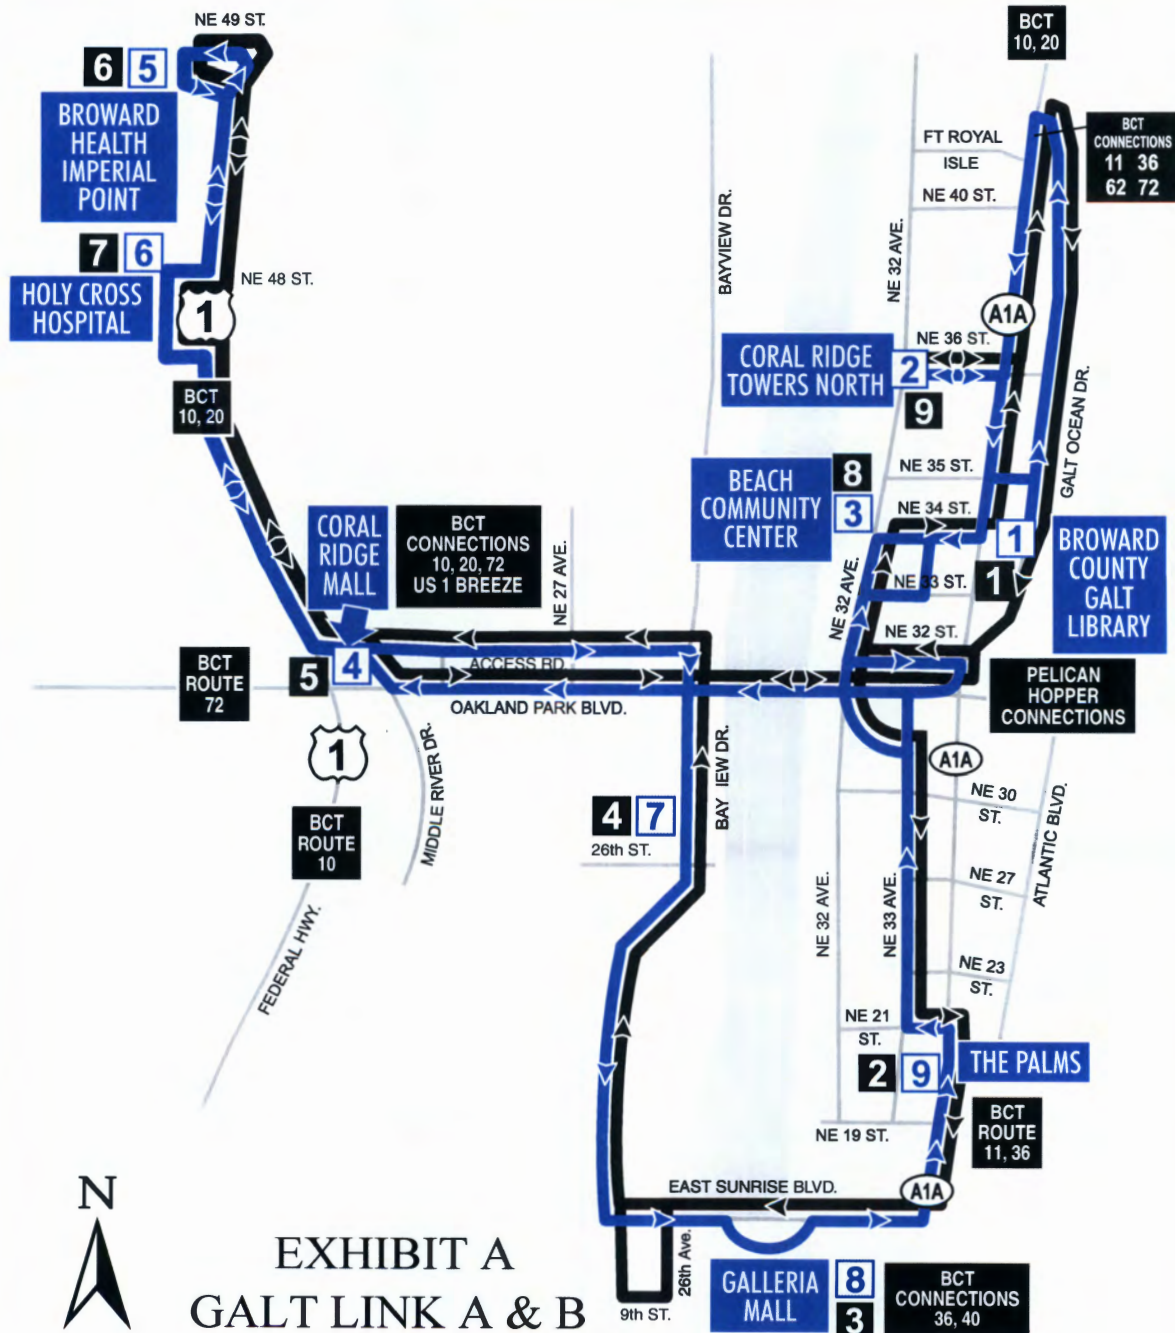 NE 49 ST.
BCT
10, 20
6 5
BROWARD
HEALTH
IMPERIAL
POINT
BCT
CONNECTIONS
11 36
62 72
FT ROYAL
ISLE
NE 40 ST.
BAYVIEW DR.
NE 32 AVE.
7 6
HOLY CROSS
HOSPITAL
NE 48 ST.
1
A1A
NE 36 ST.
CORAL RIDGE
TOWERS NORTH
2
9
BCT
10, 20
GALT OCEAN DR.
BEACH
COMMUNITY
CENTER
8
3
NE 35 ST.
NE 34 ST.
CORAL
RIDGE
MALL
BCT
CONNECTIONS
10, 20, 72
US 1 BREEZE
NE 27 AVE.
1
1
BROWARD
COUNTY
GALT
LIBRARY
NE 32 AVE.
NE 33 ST.
NE 32 ST.
BCT
ROUTE
72
5 4
ACCESS RD.
OAKLAND PARK BLVD.
PELICAN
HOPPER
CONNECTIONS
1
MIDDLE RIVER DR.
BAY IEW DR.
A1A
NE 30
ST.
ATLANTIC BLVD.
BCT
ROUTE
10
4 7
26th ST.
NE 27
ST.
FEDERAL HWY.
NE 32 AVE.
NE 33 AVE.
NE 23
ST.
NE 21
ST.
2 9
THE PALMS
BCT
ROUTE
11, 36
NE 19 ST.
EAST SUNRISE BLVD.
A1A
N
26th Ave.
9th ST.
EXHIBIT A
GALT LINK A & B
GALLERIA
MALL
8
3
BCT
CONNECTIONS
36, 40